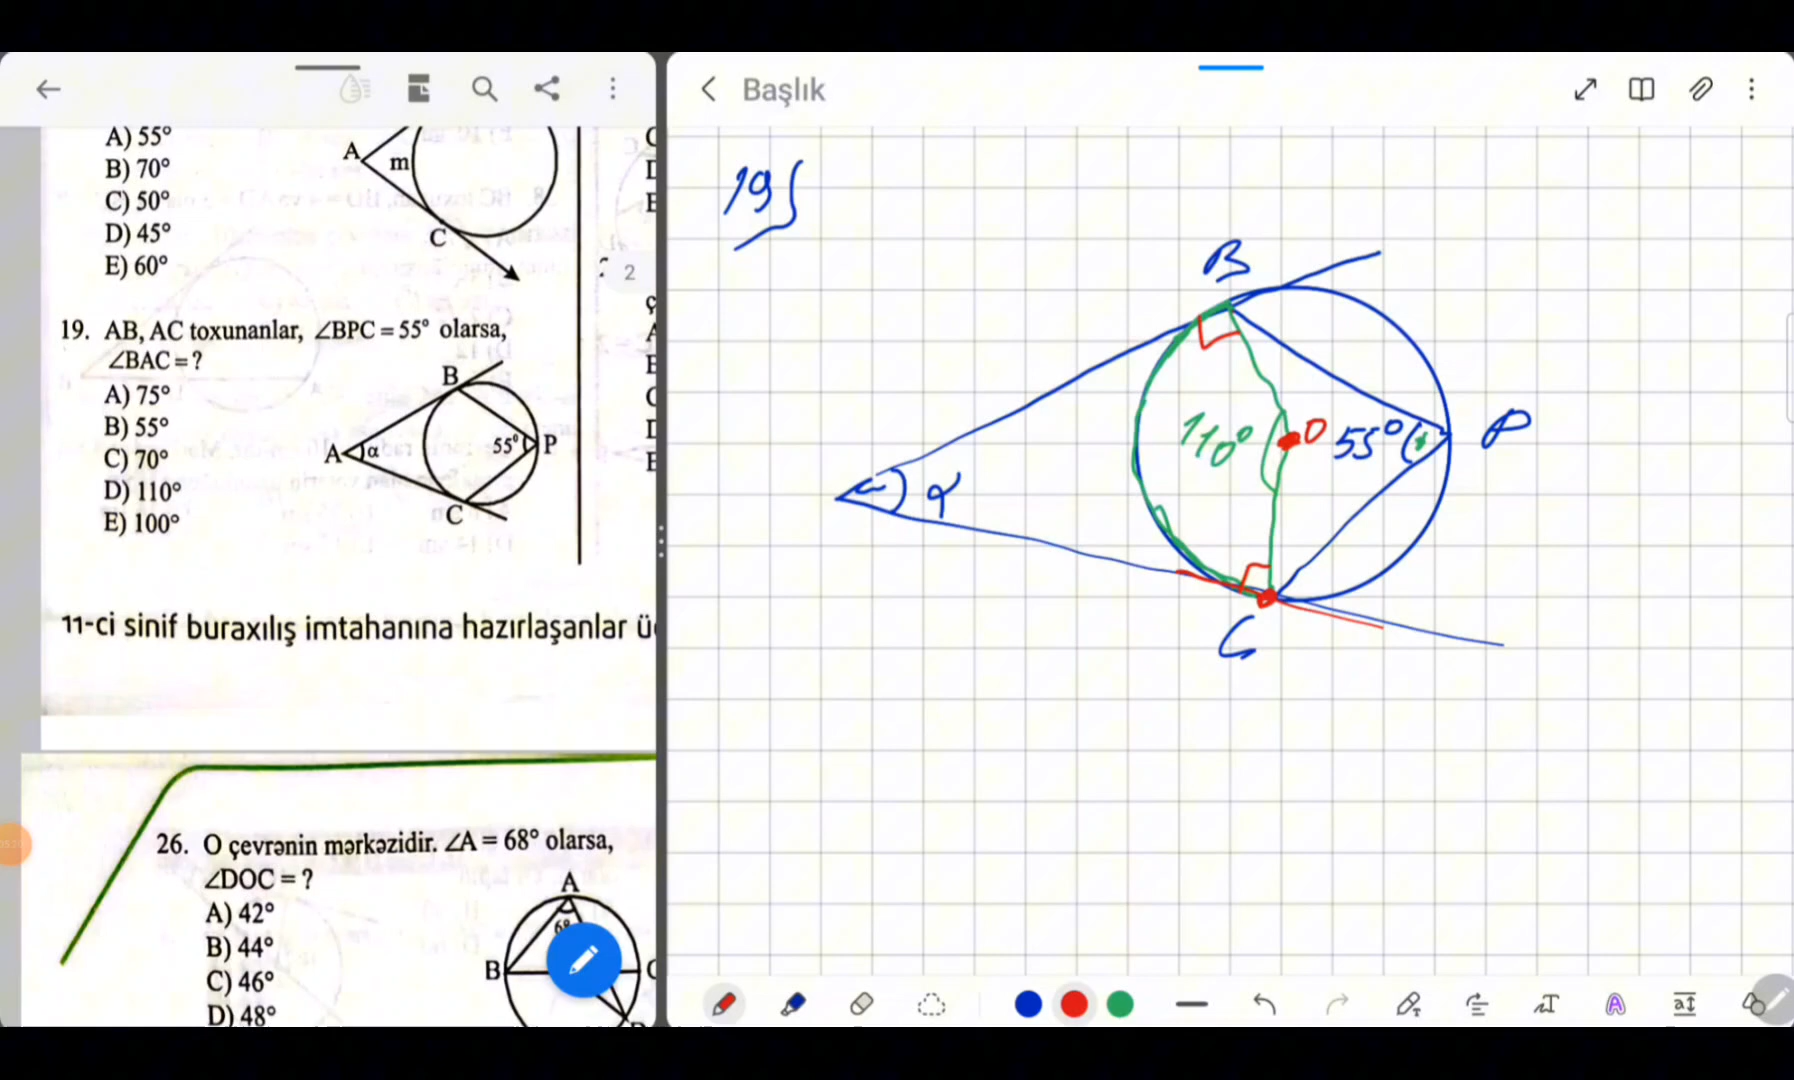 Başlık
A) 55°
B) 70°
C) 50°
D) 45°
E) 60°
A
m
C
2
19. AB, AC toxunanlar, ∠BPC = 55° olarsa,
∠BAC = ?
A) 75°
B) 55°
C) 70°
D) 110°
E) 100°
B
A
α
55°
P
C
11-ci sinif buraxılış imtahanına hazırlaşanlar
26. O çevrənin mərkəzidir. ∠A = 68° olarsa,
∠DOC = ?
A) 42°
B) 44°
C) 46°
D) 48°
A
B
19
B
110°
O
55°
P
α
C